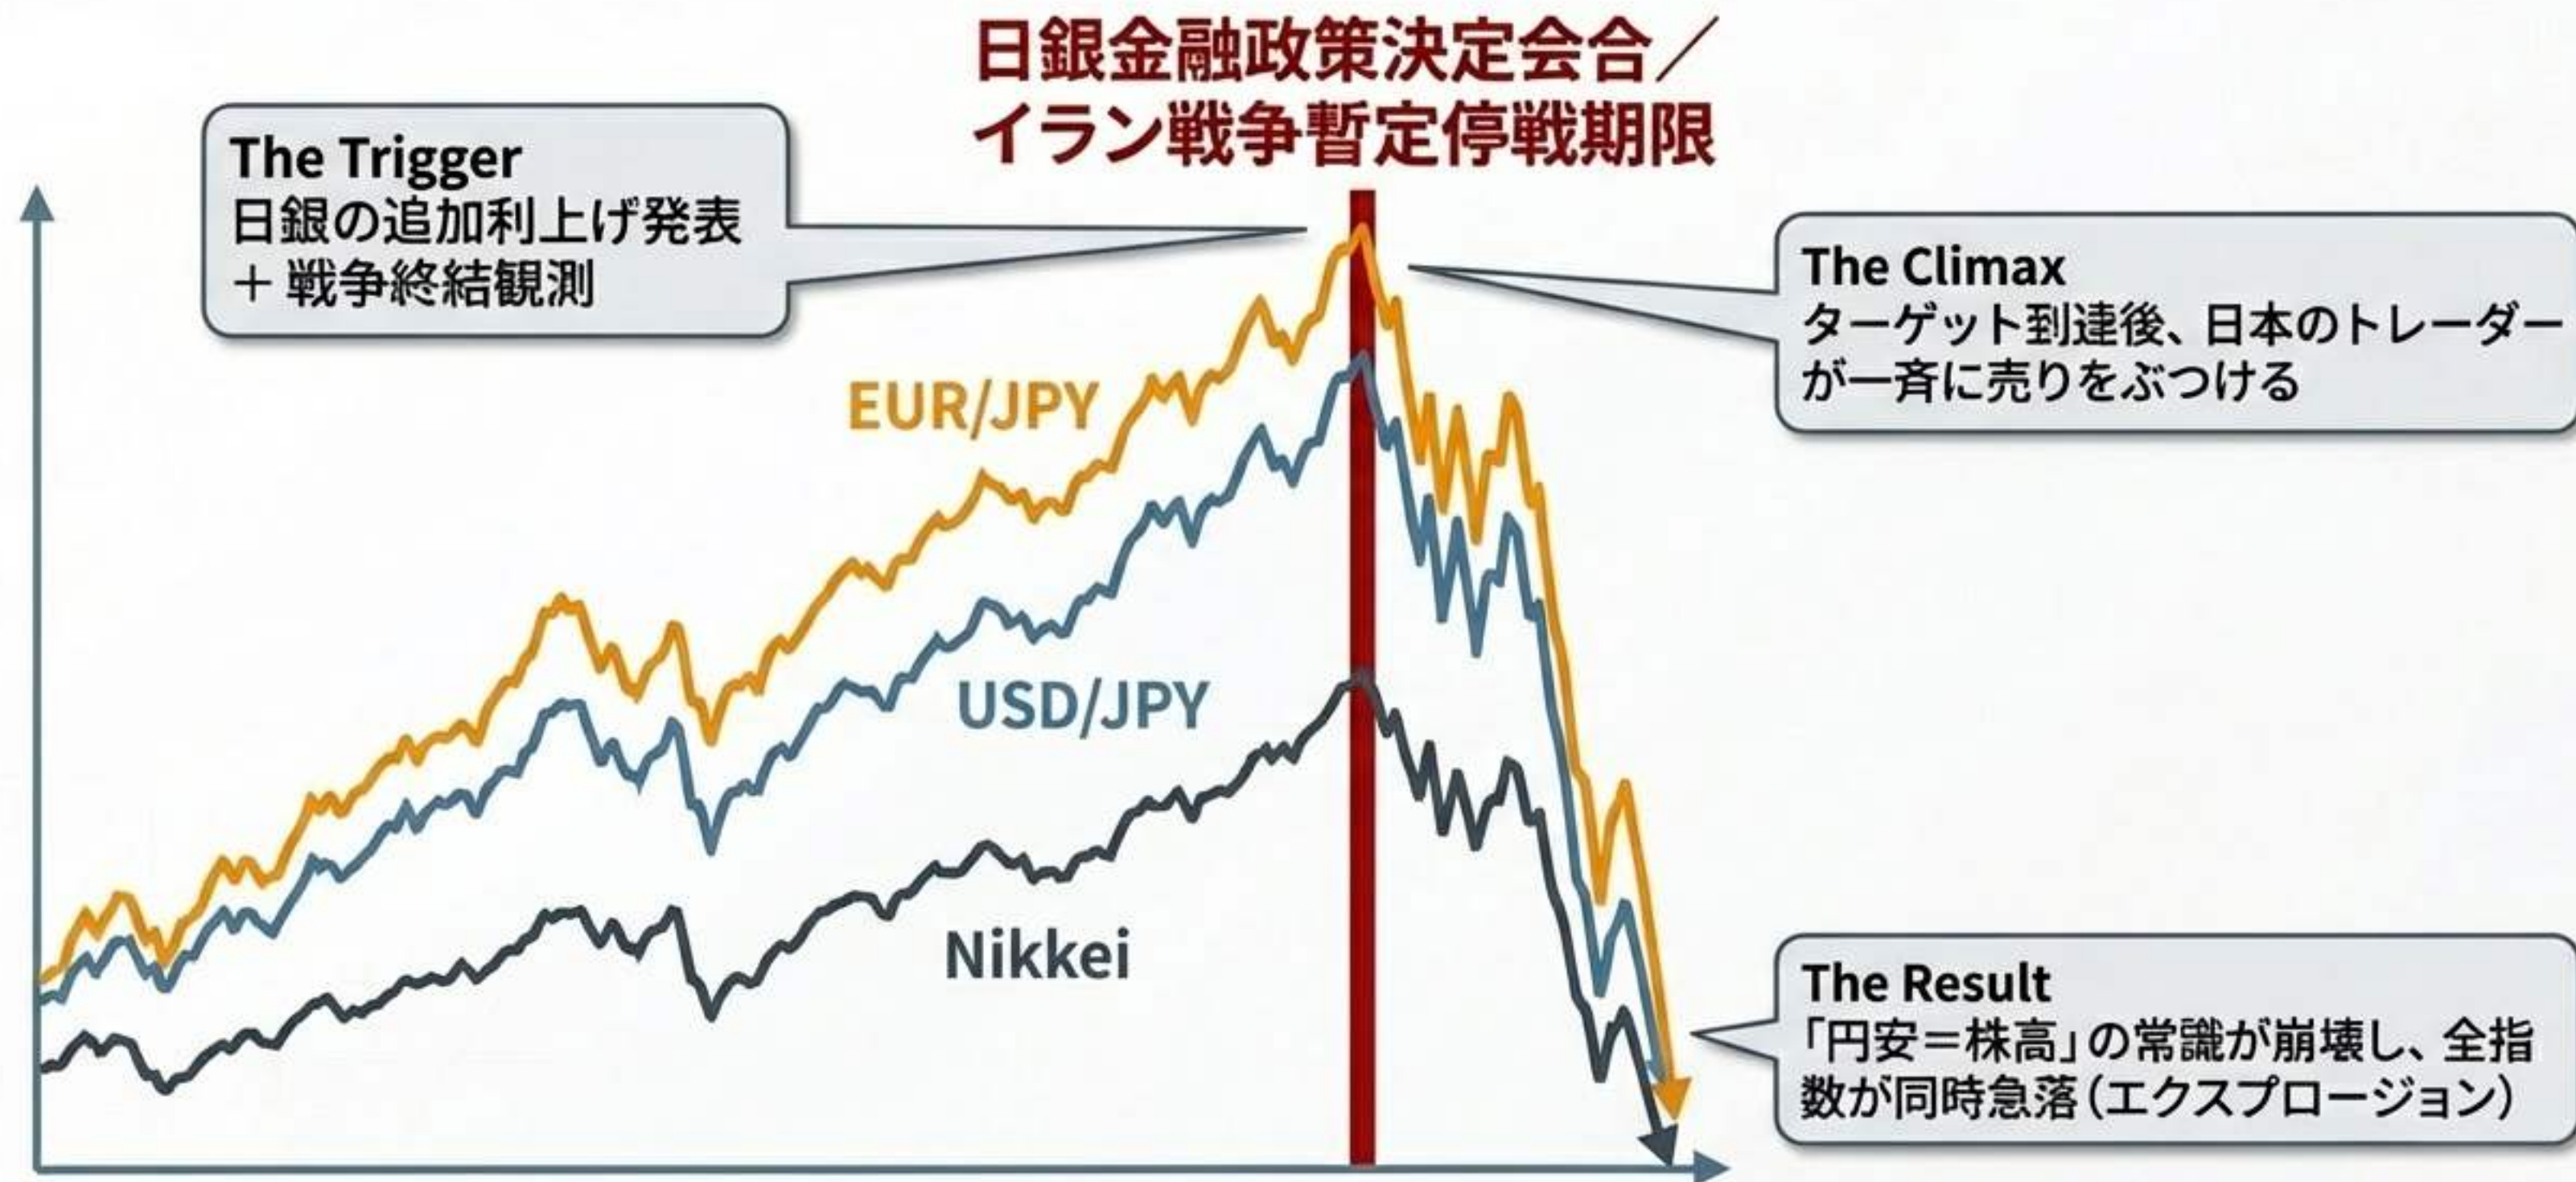 日銀金融政策決定会合／
イラン戦争暫定停戦期限
The Trigger
日銀の追加利上げ発表
＋ 戦争終結観測
The Climax
ターゲット到達後、日本のトレーダー
が一斉に売りをぶつける
EUR/JPY
USD/JPY
Nikkei
The Result
「円安＝株高」の常識が崩壊し、全指
数が同時急落（エクスプロージョン）